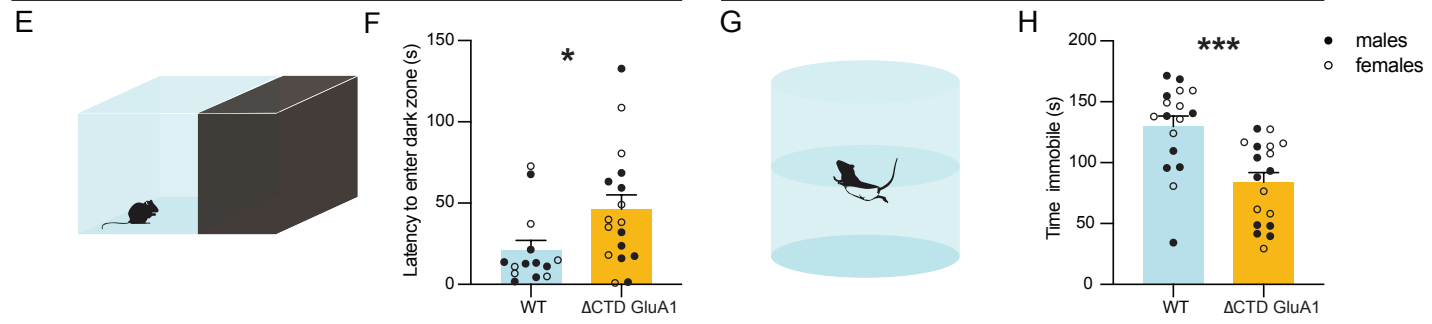 E
F
Latency to enter dark zone (s)
150
100
50
0
*
WT
ΔCTD GluA1
G
H
Time immobile (s)
200
150
100
50
0
***
WT
ΔCTD GluA1
males
females